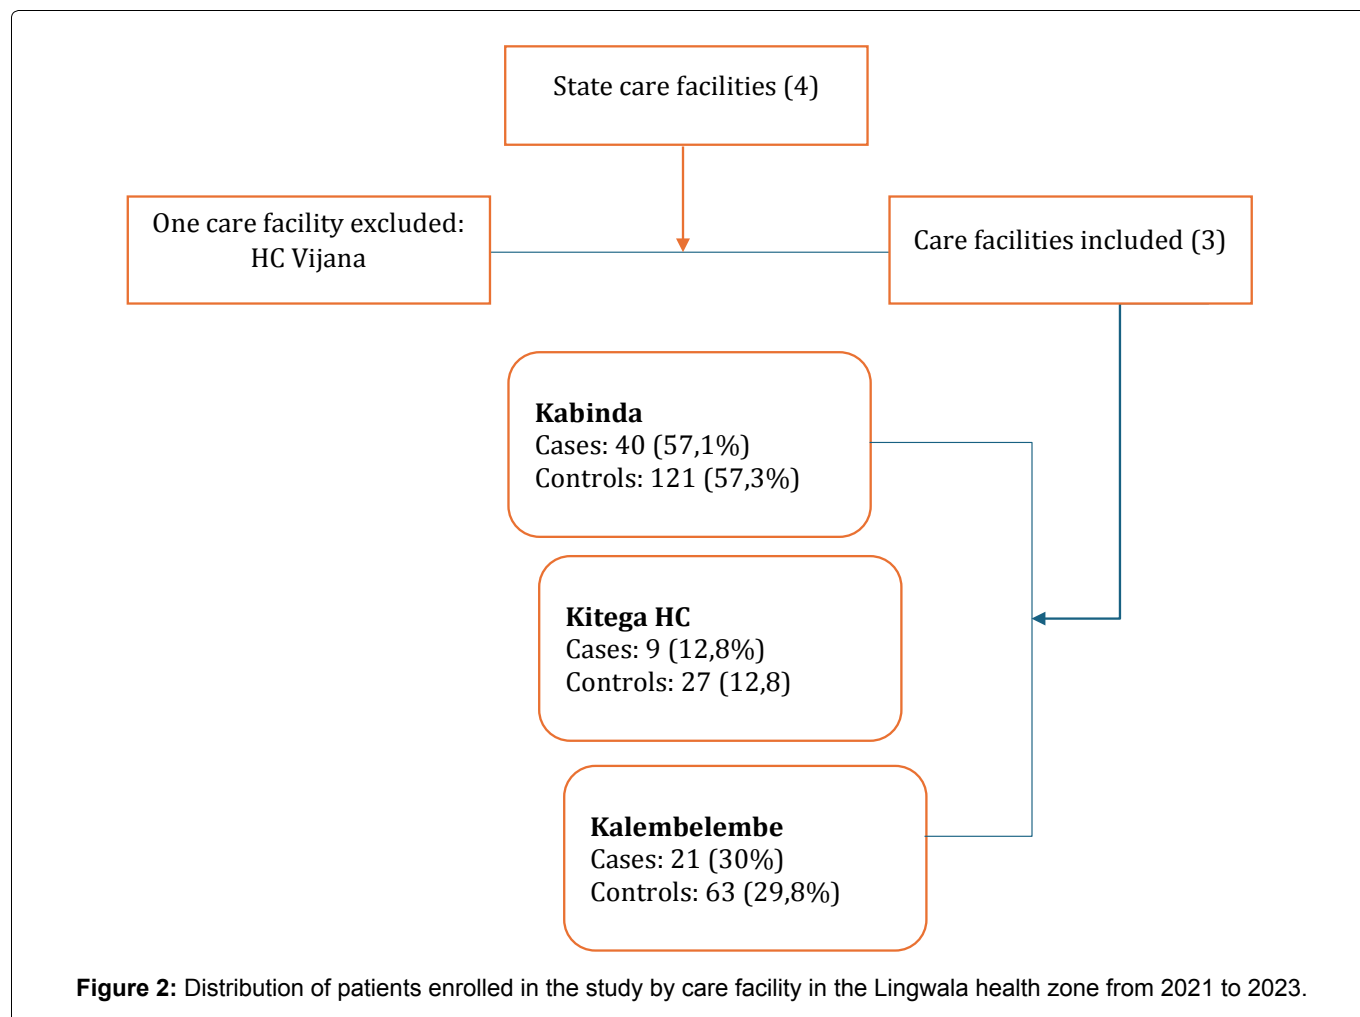 State care facilities (4)
One care facility excluded:
HC Vijana
Care facilities included (3)
Kabinda
Cases: 40 (57,1%)
Controls: 121 (57,3%)
Kitega HC
Cases: 9 (12,8%)
Controls: 27 (12,8)
Kalembelembe
Cases: 21 (30%)
Controls: 63 (29,8%)
Figure 2: Distribution of patients enrolled in the study by care facility in the Lingwala health zone from 2021 to 2023.